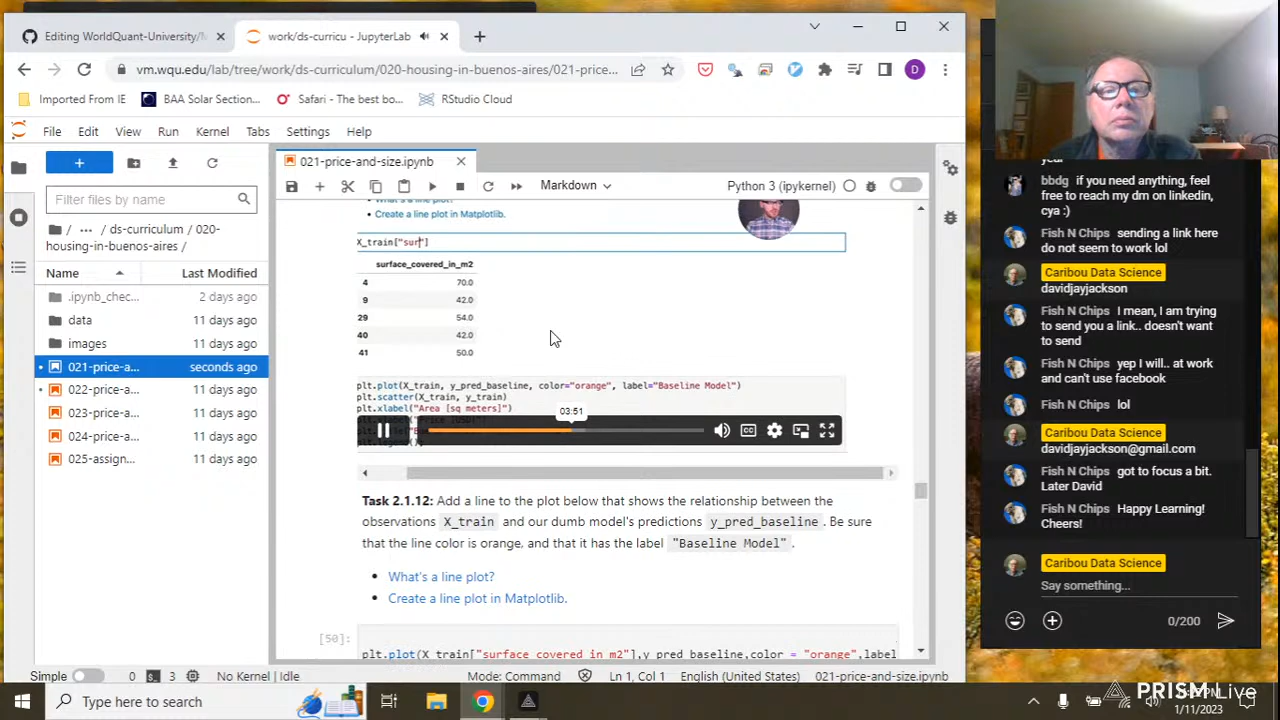 Editing WorldQuant-University/M
work/ds-curricu - JupyterLab
vm.wqu.edu/lab/tree/work/ds-curriculum/020-housing-in-buenos-aires/021-price...
D
Imported From IE
BAA Solar Section...
Safari - The best bo...
RStudio Cloud
File Edit View Run Kernel Tabs Settings Help
021-price-and-size.ipynb
Markdown
Python 3 (ipykernel)
Filter files by name
/ ... / ds-curriculum / 020-
housing-in-buenos-aires /
Name Last Modified
.ipynb_chec... 2 days ago
data 11 days ago
images 11 days ago
021-price-a... seconds ago
022-price-a... 11 days ago
023-price-a... 11 days ago
024-price-a... 11 days ago
025-assign... 11 days ago
What's a line plot?
Create a line plot in Matplotlib.
X_train["sur"]
surface_covered_in_m2
4 70.0
9 42.0
29 54.0
40 42.0
41 50.0
plt.plot(X_train, y_pred_baseline, color="orange", label="Baseline Model")
plt.scatter(X_train, y_train)
plt.xlabel("Area [sq meters]")
03:51
CC
Task 2.1.12: Add a line to the plot below that shows the relationship between the
observations X_train and our dumb model's predictions y_pred_baseline. Be sure
that the line color is orange, and that it has the label "Baseline Model".
What's a line plot?
Create a line plot in Matplotlib.
[50]:
plt.plot(X_train["surface_covered_in_m2"],y_pred_baseline,color = "orange",label
Simple 0 3 No Kernel | Idle Mode: Command Ln 1, Col 1 English (United States) 021-price-and-size.ipynb
Type here to search
1/11/2023
PRISM Live
year
bbdg if you need anything, feel
free to reach my dm on linkedin,
cya :)
Fish N Chips sending a link here
do not seem to work lol
Caribou Data Science
davidjayjackson
Fish N Chips I mean, I am trying
to send you a link.. doesn't want
to send
Fish N Chips yep I will.. at work
and can't use facebook
Fish N Chips lol
Caribou Data Science
davidjayjackson@gmail.com
Fish N Chips got to focus a bit.
Later David
Fish N Chips Happy Learning!
Cheers!
Caribou Data Science
Say something...
0/200